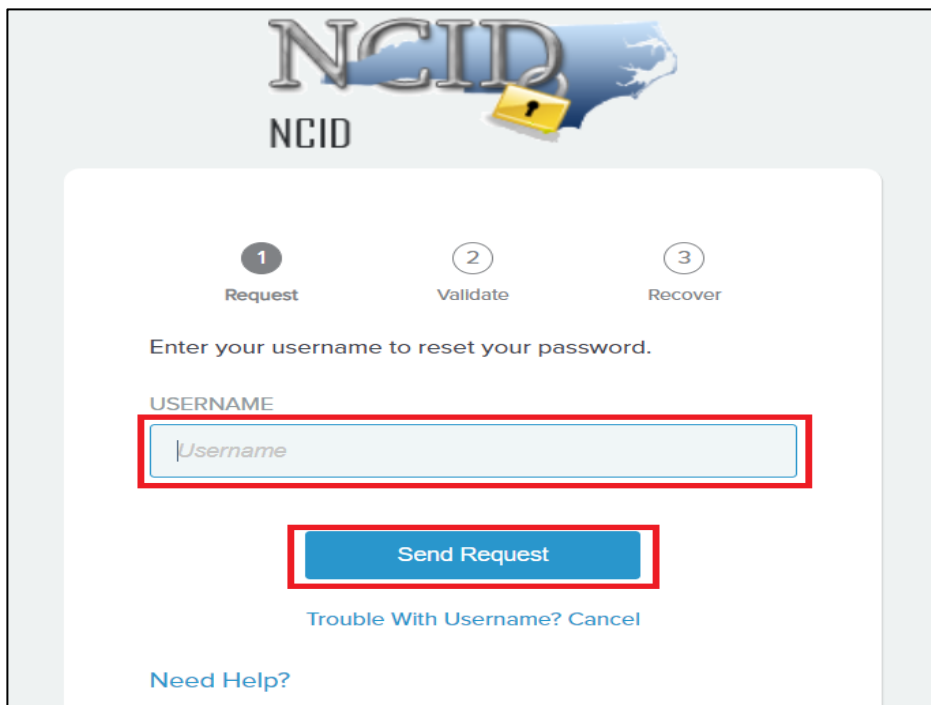 NCID
NCID
1 2 3
Request Validate Recover
Enter your username to reset your password.
USERNAME
Username
Send Request
Trouble With Username? Cancel
Need Help?